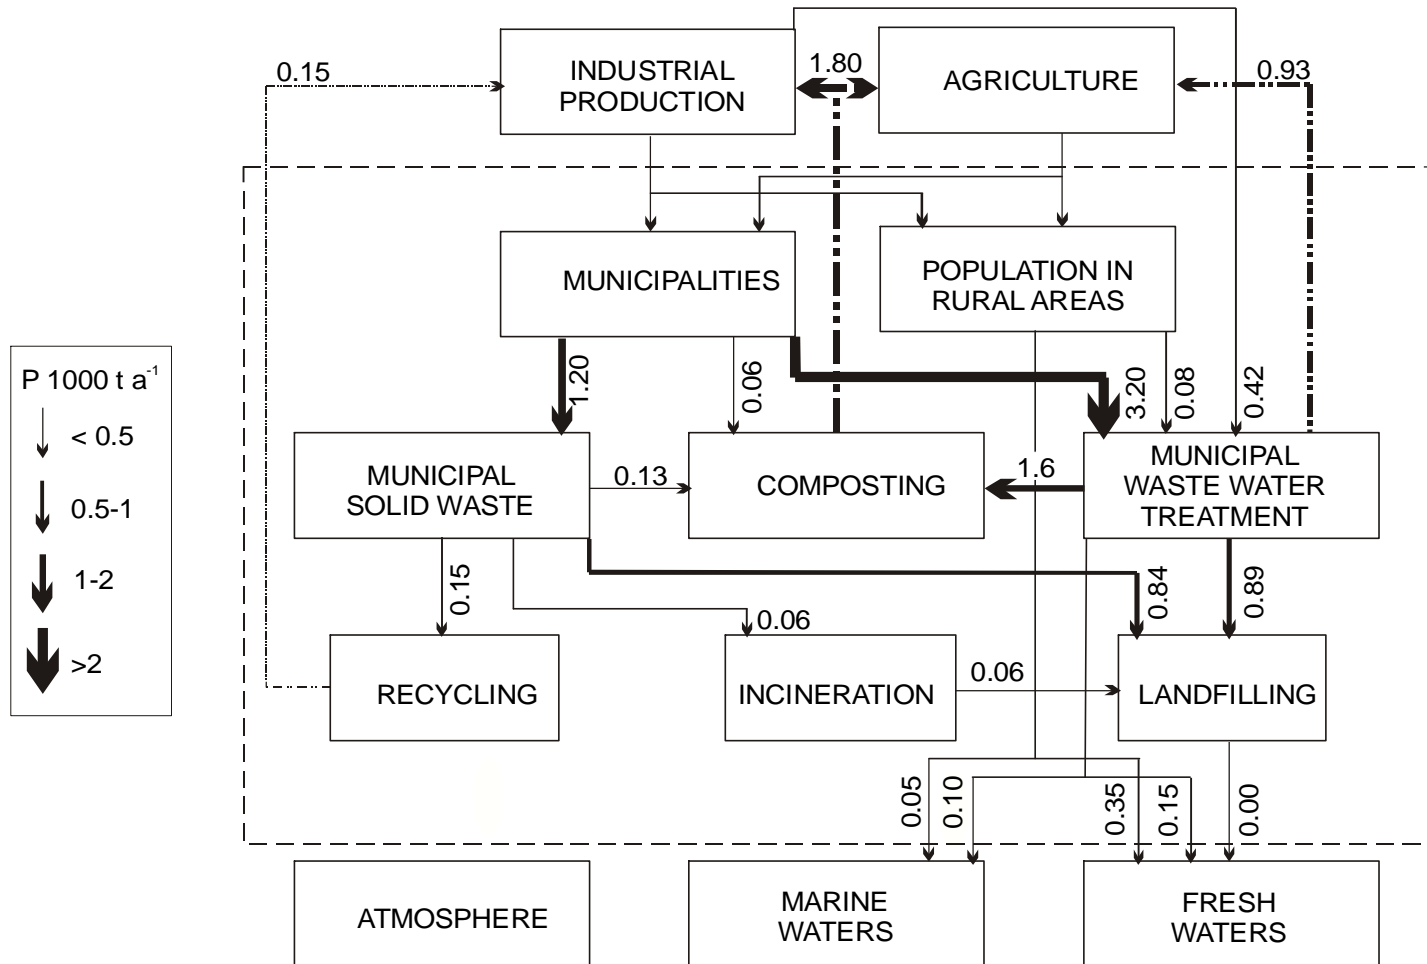 0.15
INDUSTRIAL
PRODUCTION
1.80
AGRICULTURE
0.93
MUNICIPALITIES
POPULATION IN
RURAL AREAS
P 1000 t a⁻¹
< 0.5
0.5-1
1-2
>2
1.20
0.06
3.20
0.08
0.42
MUNICIPAL
SOLID WASTE
0.13
COMPOSTING
1.6
MUNICIPAL
WASTE WATER
TREATMENT
0.15
0.06
0.84
0.89
RECYCLING
INCINERATION
0.06
LANDFILLING
0.05
0.10
0.35
0.15
0.00
ATMOSPHERE
MARINE
WATERS
FRESH
WATERS